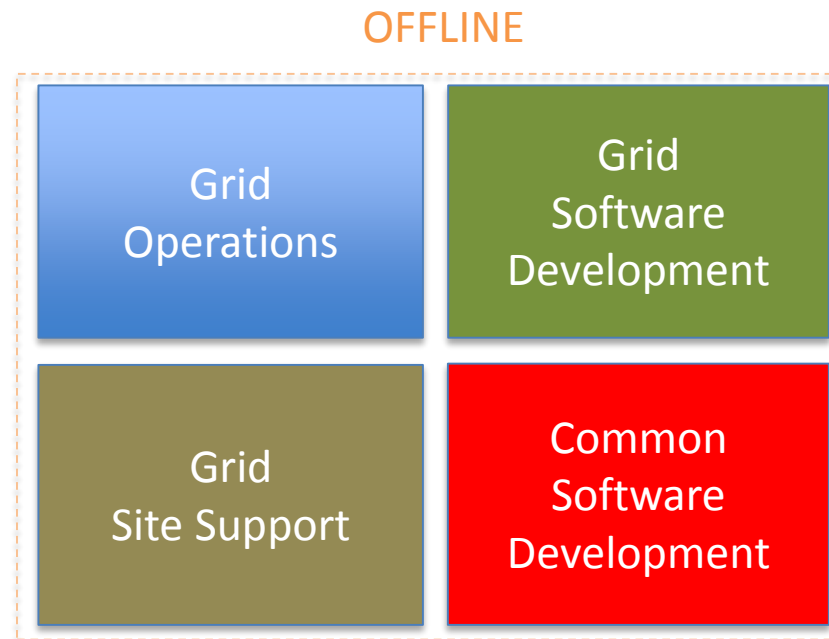 OFFLINE
Grid
Operations
Grid
Software
Development
Grid
Site Support
Common
Software
Development